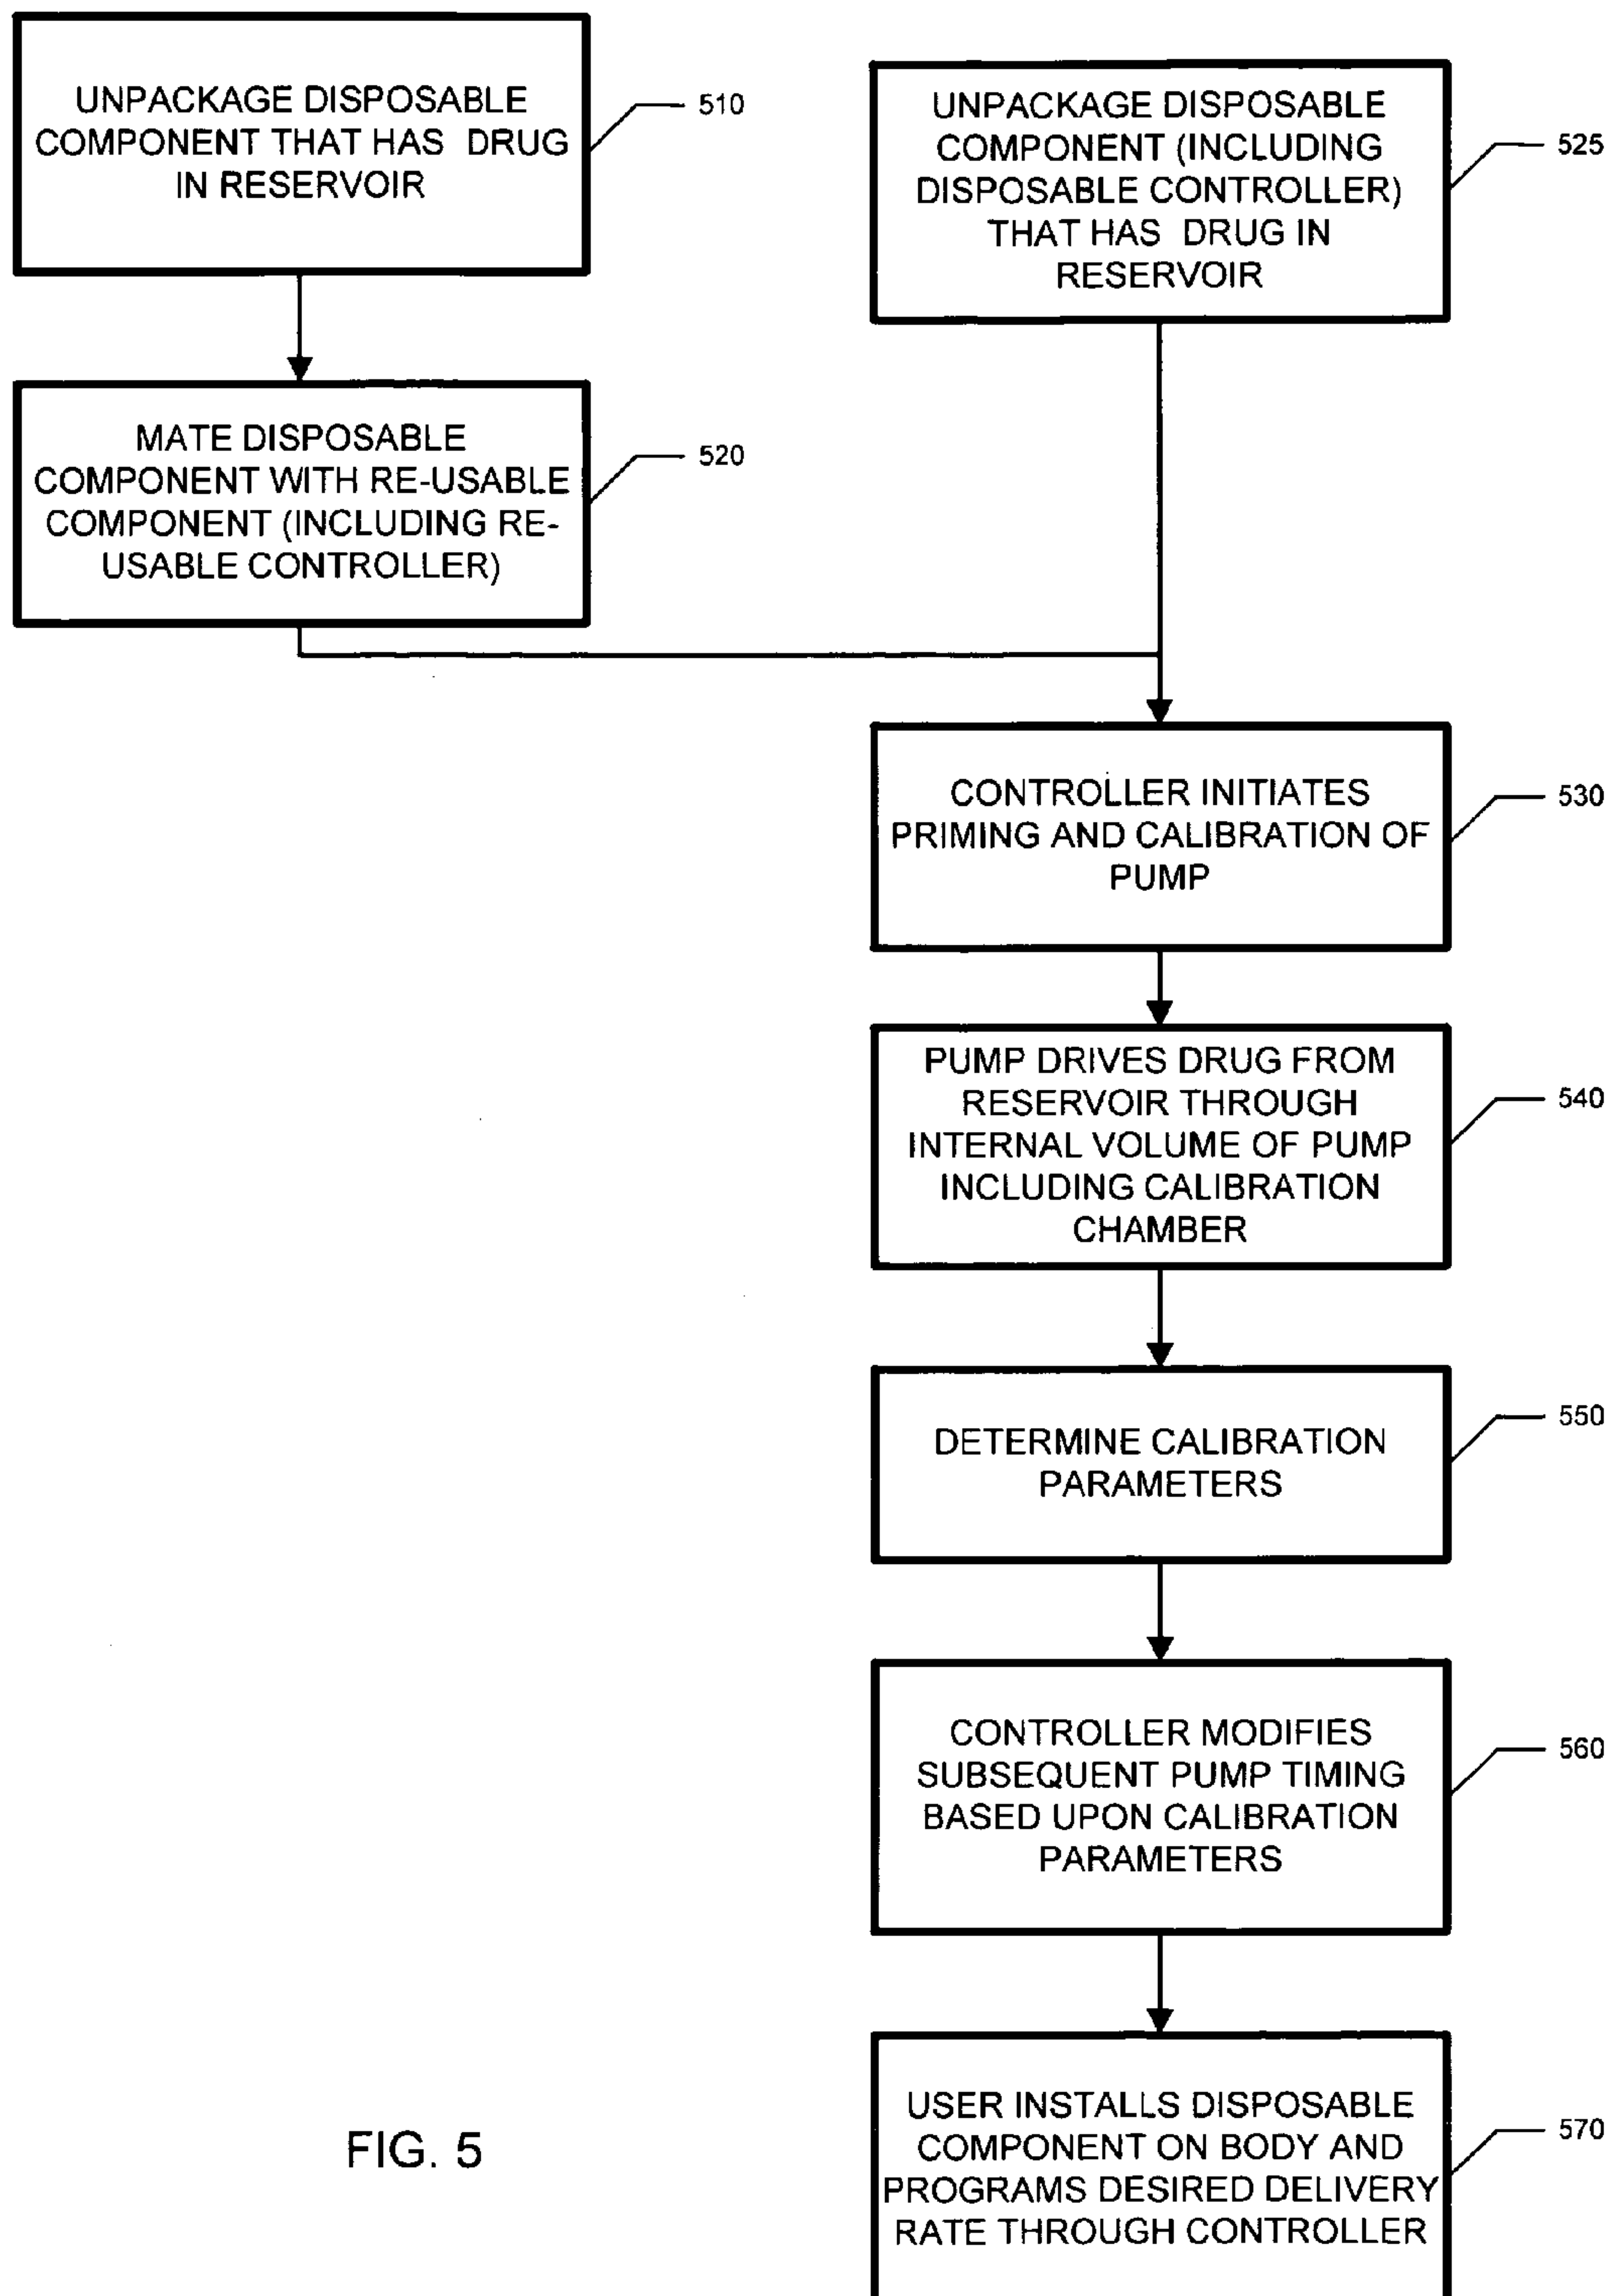 UNPACKAGE DISPOSABLE
COMPONENT THAT HAS DRUG
IN RESERVOIR
510
MATE DISPOSABLE
COMPONENT WITH RE-USABLE
COMPONENT (INCLUDING RE-
USABLE CONTROLLER)
520
UNPACKAGE DISPOSABLE
COMPONENT (INCLUDING
DISPOSABLE CONTROLLER)
THAT HAS DRUG IN
RESERVOIR
525
CONTROLLER INITIATES
PRIMING AND CALIBRATION OF
PUMP
530
PUMP DRIVES DRUG FROM
RESERVOIR THROUGH
INTERNAL VOLUME OF PUMP
INCLUDING CALIBRATION
CHAMBER
540
DETERMINE CALIBRATION
PARAMETERS
550
CONTROLLER MODIFIES
SUBSEQUENT PUMP TIMING
BASED UPON CALIBRATION
PARAMETERS
560
USER INSTALLS DISPOSABLE
COMPONENT ON BODY AND
PROGRAMS DESIRED DELIVERY
RATE THROUGH CONTROLLER
570
FIG. 5